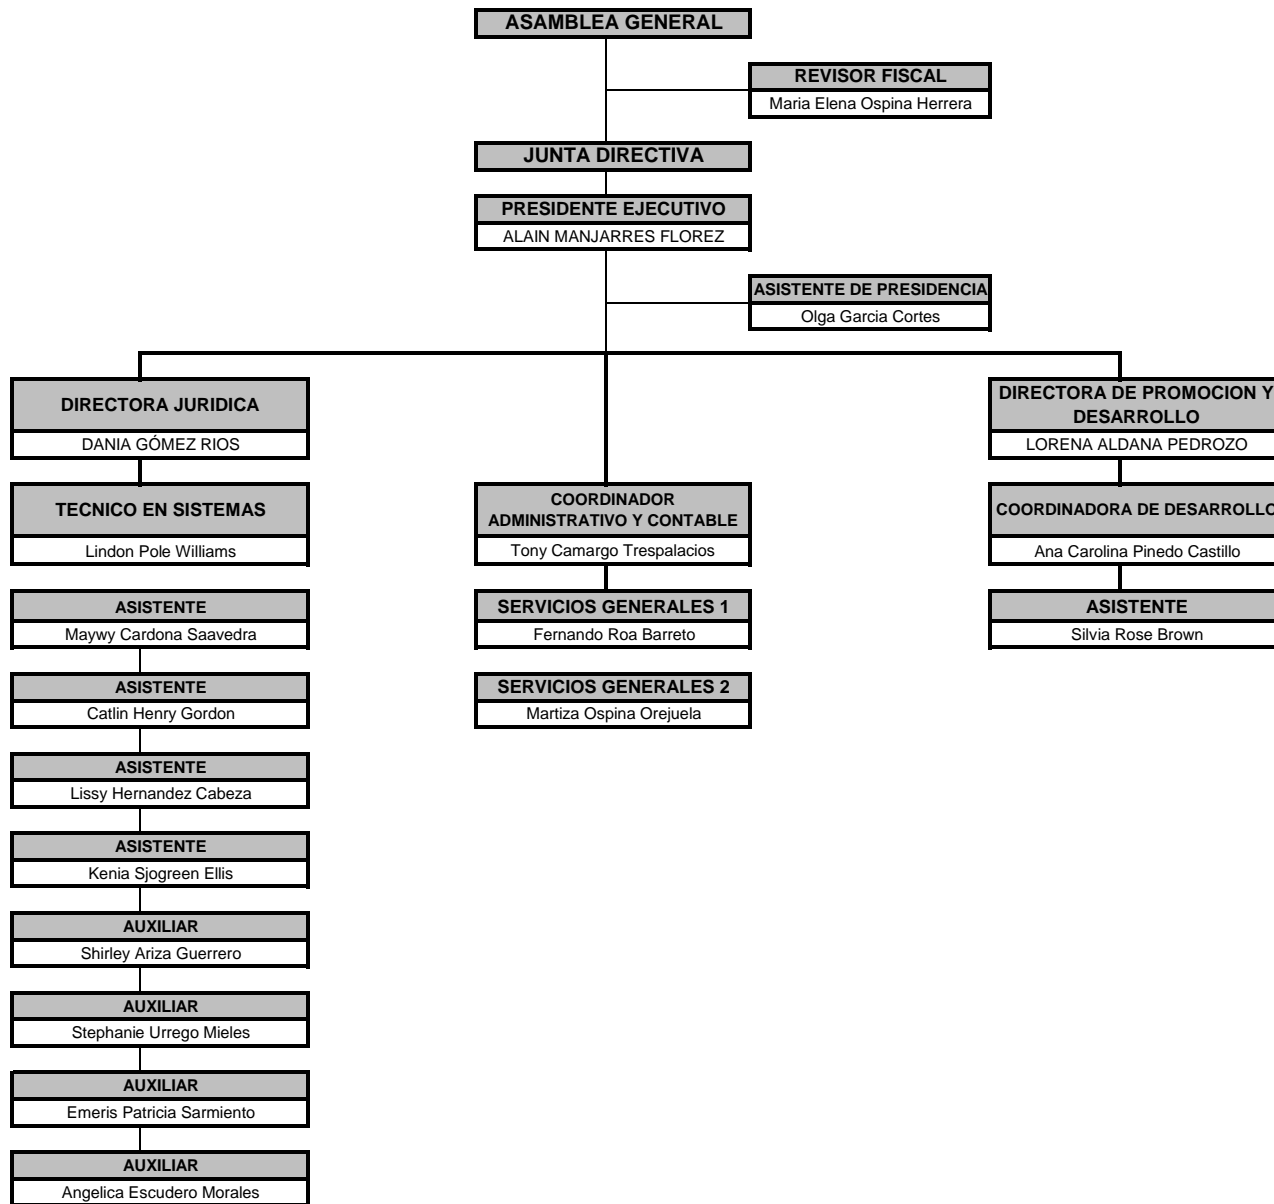 ASAMBLEA GENERAL
REVISOR FISCAL
Maria Elena Ospina Herrera
JUNTA DIRECTIVA
PRESIDENTE EJECUTIVO
ALAIN MANJARRES FLOREZ
ASISTENTE DE PRESIDENCIA
Olga Garcia Cortes
DIRECTORA JURIDICA
DANIA GÓMEZ RIOS
TECNICO EN SISTEMAS
Lindon Pole Williams
ASISTENTE
Maywy Cardona Saavedra
ASISTENTE
Catlin Henry Gordon
ASISTENTE
Lissy Hernandez Cabeza
ASISTENTE
Kenia Sjogreen Ellis
AUXILIAR
Shirley Ariza Guerrero
AUXILIAR
Stephanie Urrego Mieles
AUXILIAR
Emeris Patricia Sarmiento
AUXILIAR
Angelica Escudero Morales
COORDINADOR
ADMINISTRATIVO Y CONTABLE
Tony Camargo Trespalacios
SERVICIOS GENERALES 1
Fernando Roa Barreto
SERVICIOS GENERALES 2
Martiza Ospina Orejuela
DIRECTORA DE PROMOCION Y
DESARROLLO
LORENA ALDANA PEDROZO
COORDINADORA DE DESARROLLO
Ana Carolina Pinedo Castillo
ASISTENTE
Silvia Rose Brown